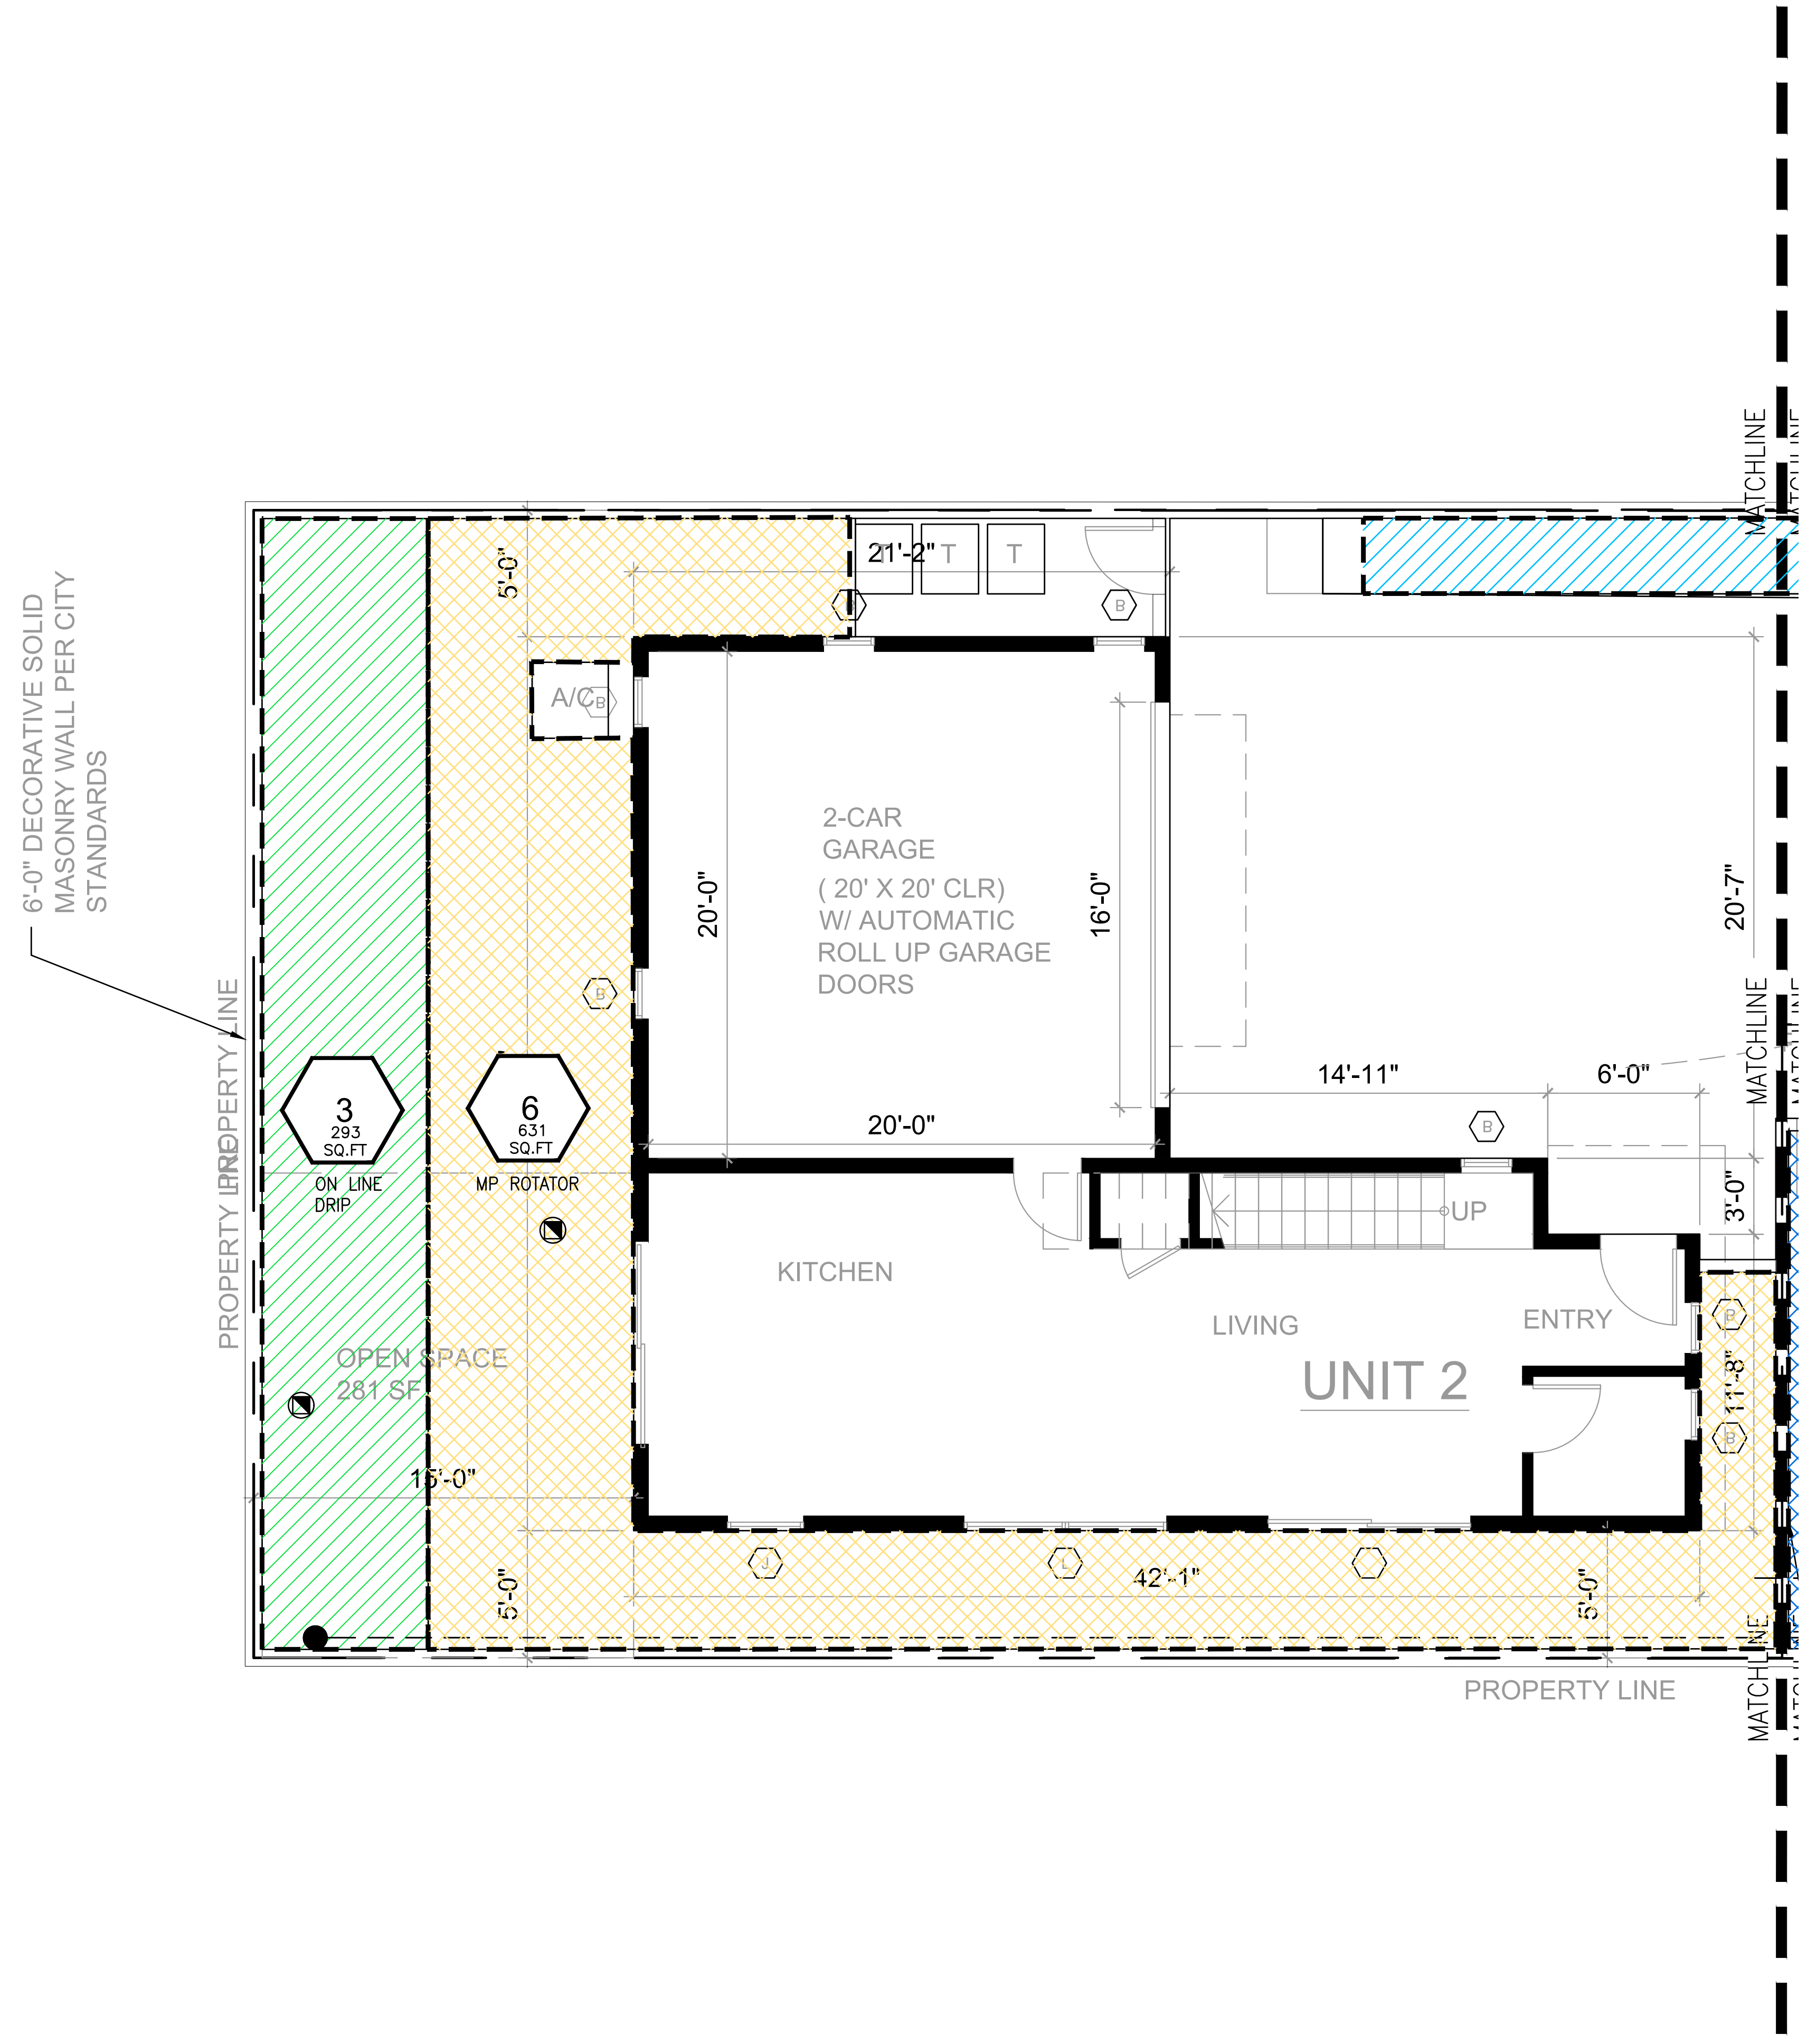 6'-0" DECORATIVE SOLID
MASONRY WALL PER CITY
STANDARDS
MATCHLINE
5'-0"
21'-2"
T
T
T
B
A/C
B
2-CAR
GARAGE
( 20' X 20' CLR)
W/ AUTOMATIC
ROLL UP GARAGE
DOORS
20'-0"
16'-0"
20'-7"
B
PROPERTY LINE
PROPERTY LINE
MATCHLINE
MATCHLINE
14'-11"
6'-0"
3
293
SQ.FT
6
631
SQ.FT
20'-0"
B
ON LINE
DRIP
MP ROTATOR
3'-0"
UP
KITCHEN
LIVING
ENTRY
P
OPEN SPACE
281 SF
UNIT 2
11'-8"
B
15'-0"
J
L
42'-1"
5'-0"
5'-0"
PROPERTY LINE
MATCHLINE